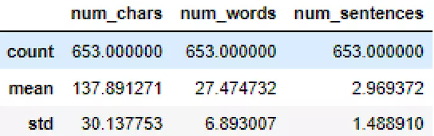 num_chars num_words num_sentences
count 653.000000 653.000000 653.000000
mean 137.891271 27.474732 2.969372
std 30.137753 6.893007 1.488910